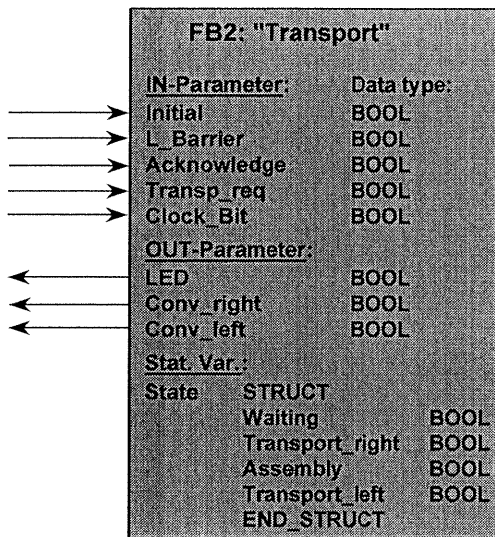 FB2: "Transport"
IN-Parameter: Data type:
Initial BOOL
L_Barrier BOOL
Acknowledge BOOL
Transp_req BOOL
Clock_Bit BOOL
OUT-Parameter:
LED BOOL
Conv_right BOOL
Conv_left BOOL
Stat. Var.:
State STRUCT
Waiting BOOL
Transport_right BOOL
Assembly BOOL
Transport_left BOOL
END_STRUCT